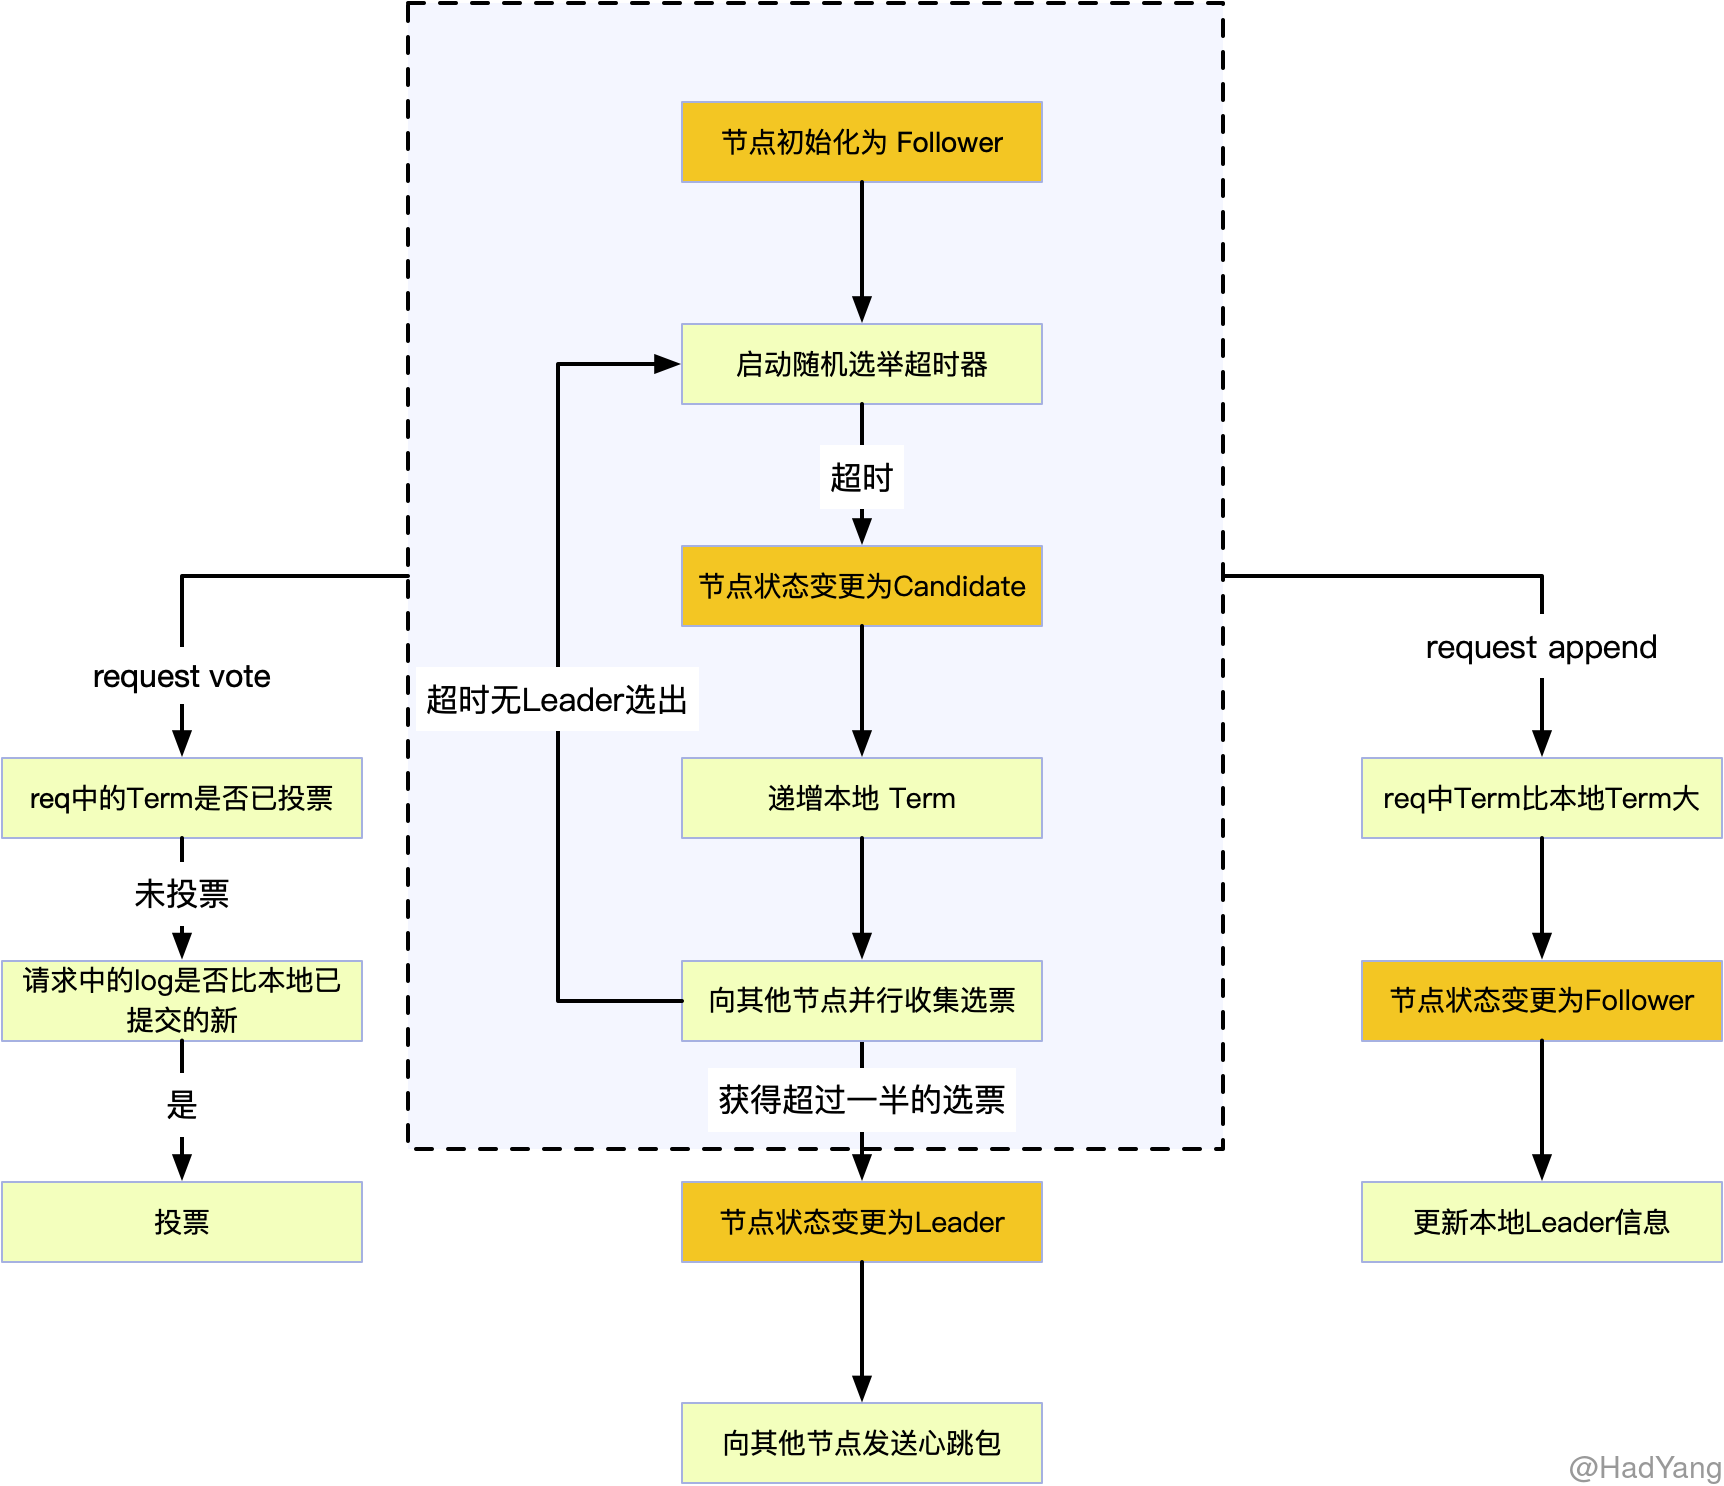 节点初始化为 Follower
启动随机选举超时器
超时
节点状态变更为Candidate
request vote
request append
超时无Leader选出
req中的Term是否已投票
递增本地 Term
req中Term比本地Term大
未投票
请求中的log是否比本地已
提交的新
向其他节点并行收集选票
节点状态变更为Follower
是
获得超过一半的选票
投票
节点状态变更为Leader
更新本地Leader信息
向其他节点发送心跳包
@HadYang